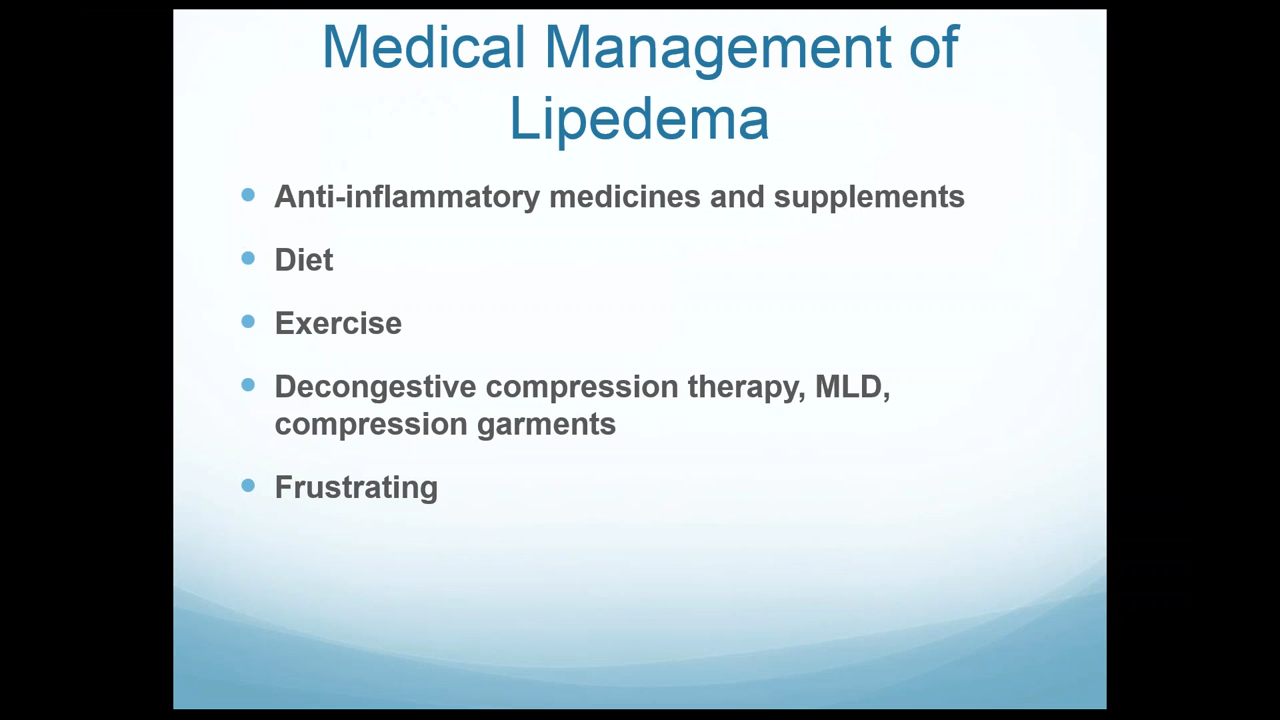 Medical Management of
Lipedema
• Anti-inflammatory medicines and supplements
• Diet
• Exercise
• Decongestive compression therapy, MLD,
compression garments
• Frustrating